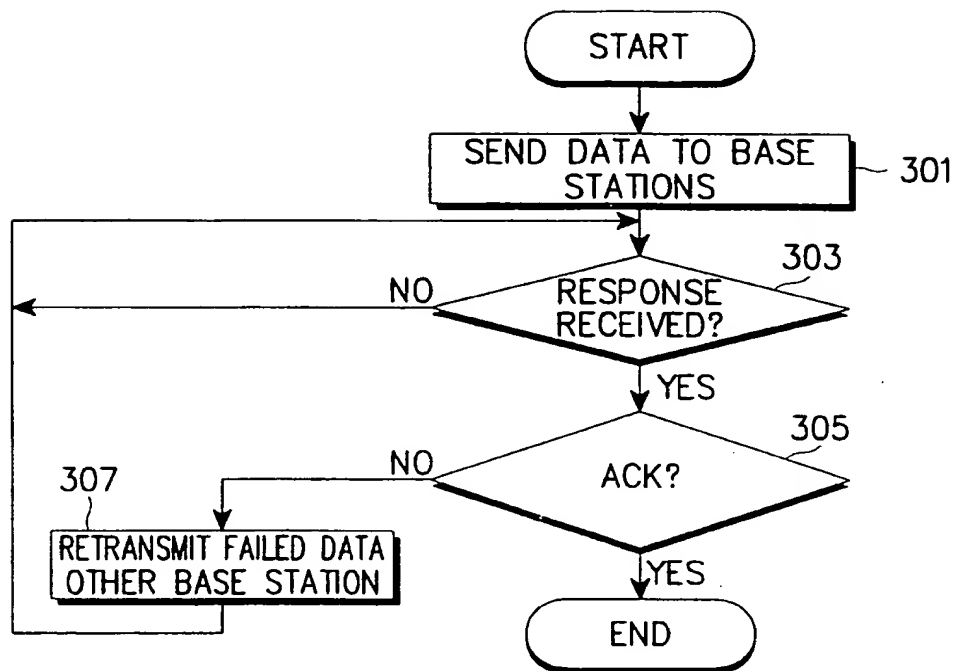 START
SEND DATA TO BASE
STATIONS
301
303
NO
RESPONSE
RECEIVED?
YES
305
NO
ACK?
307
RETRANSMIT FAILED DATA
OTHER BASE STATION
YES
END